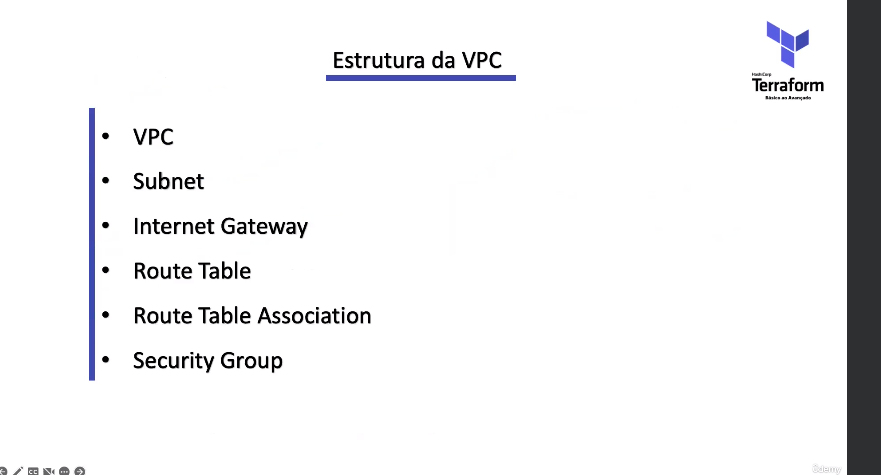 Estrutura da VPC
HashiCorp
Terraform
Básico ao Avançado
• VPC
• Subnet
• Internet Gateway
• Route Table
• Route Table Association
• Security Group
CC
Udemy